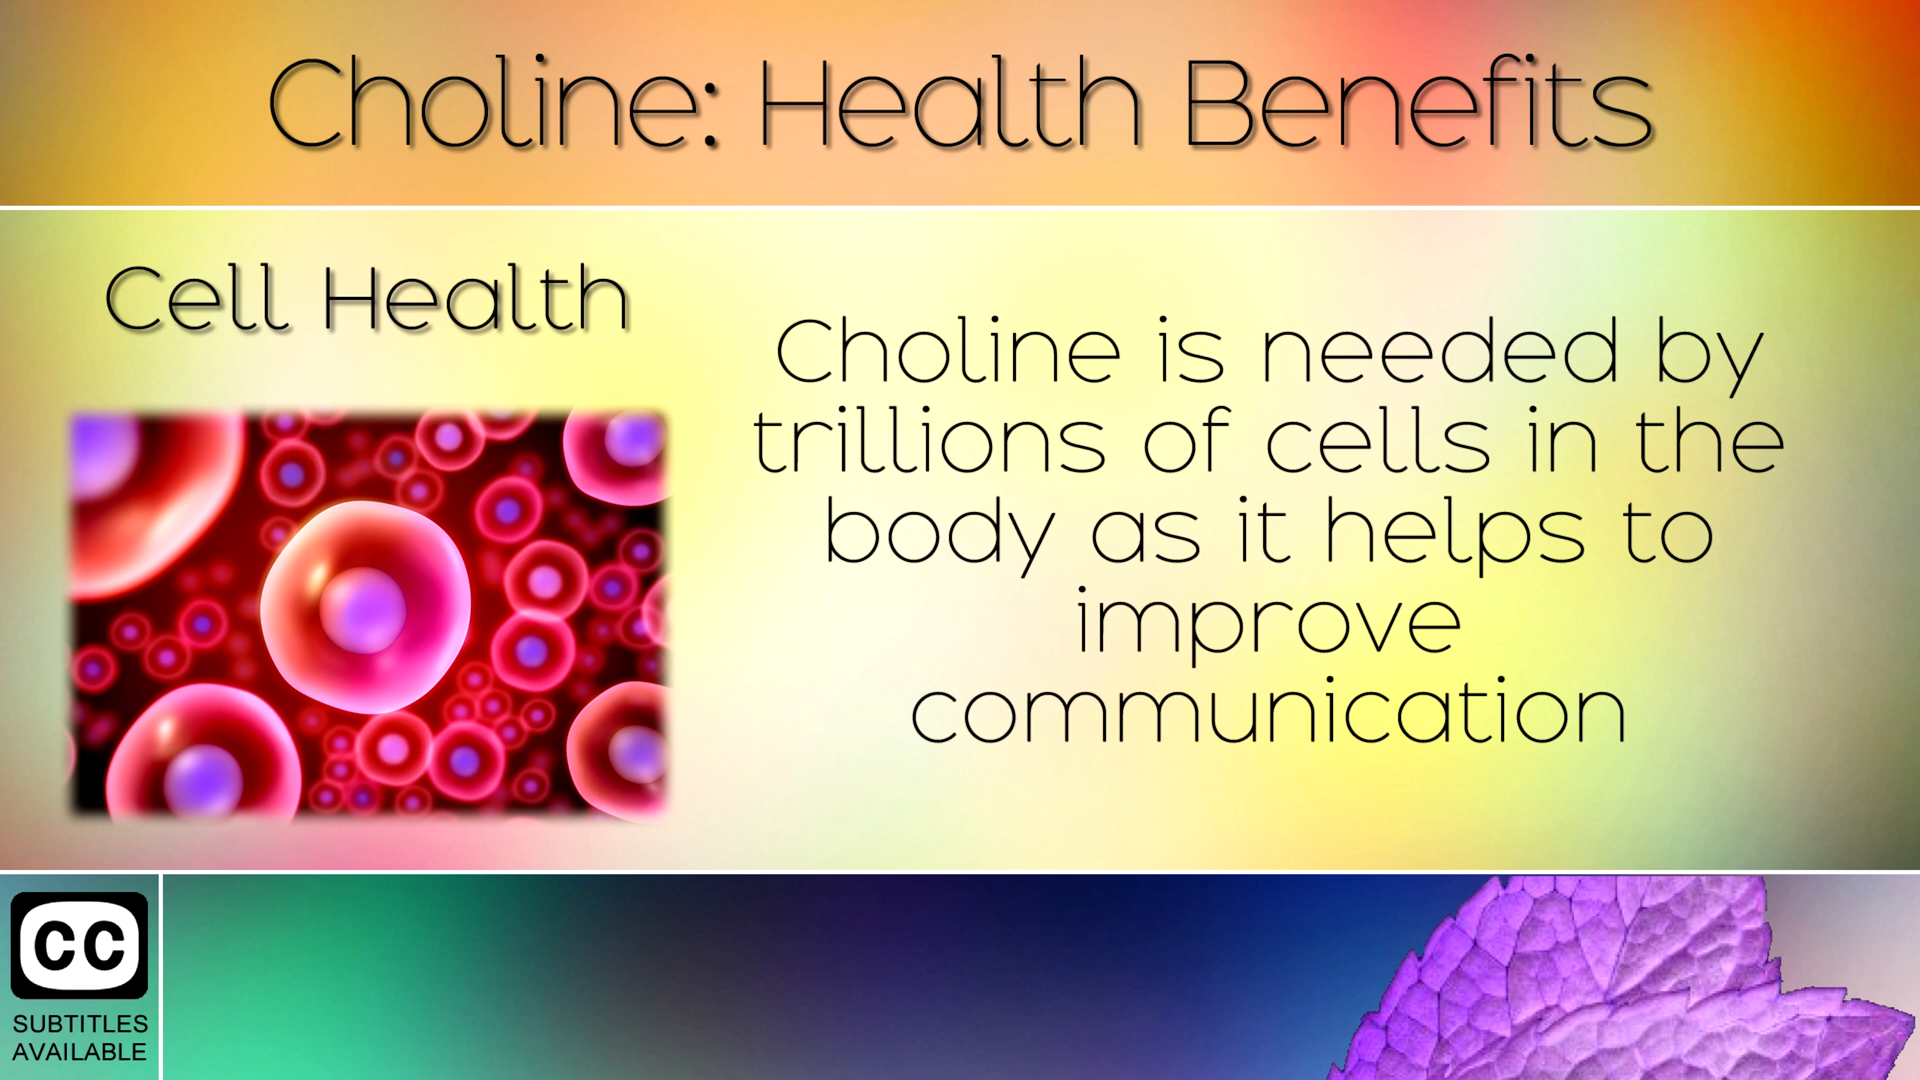 Choline: Health Benefits
Cell Health
Choline is needed by
trillions of cells in the
body as it helps to
improve
communication
CC
SUBTITLES
AVAILABLE